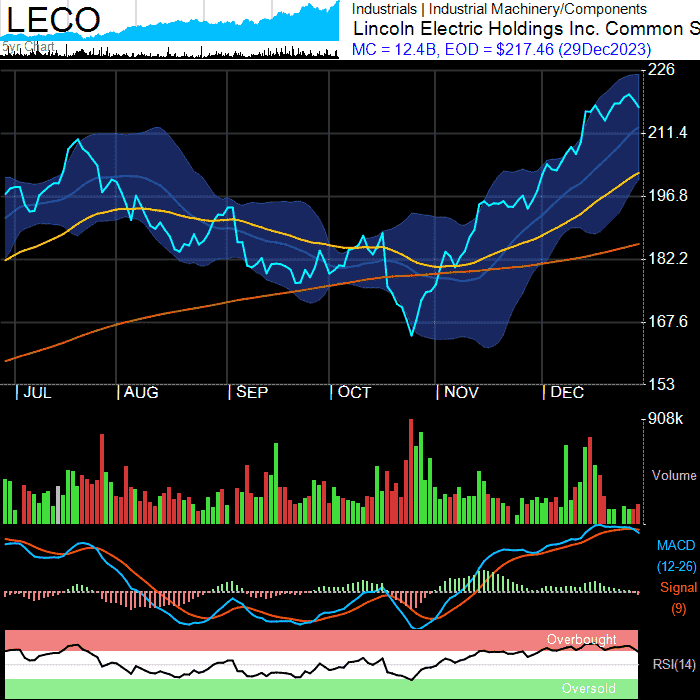 LECO
5yr Chart
Industrials | Industrial Machinery/Components
Lincoln Electric Holdings Inc. Common S
MC = 12.4B, EOD = $217.46 (29Dec2023)
226
211.4
196.8
182.2
167.6
153
JUL AUG SEP OCT NOV DEC
908k
Volume
MACD
(12-26)
Signal
(9)
Overbought
RSI(14)
Oversold